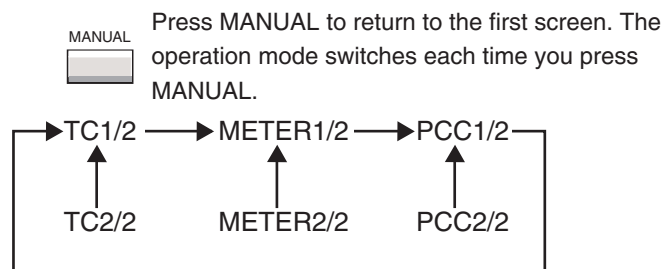 MANUAL
Press MANUAL to return to the first screen. The
operation mode switches each time you press
MANUAL.
TC1/2 METER1/2 PCC1/2
TC2/2 METER2/2 PCC2/2